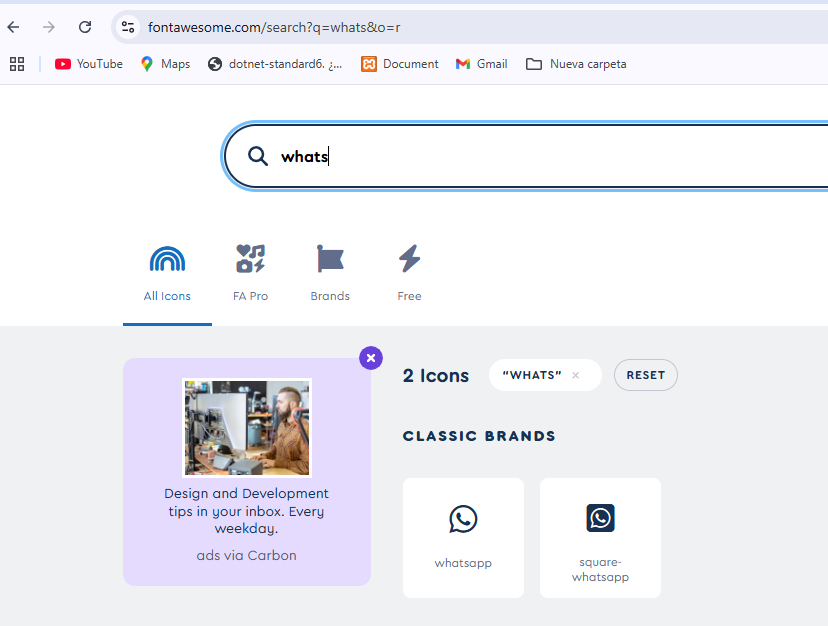 fontawesome.com/search?q=whats&o=r
YouTube
Maps
dotnet-standard6. ¿...
Document
Gmail
Nueva carpeta
whats
All Icons
FA Pro
Brands
Free
Design and Development
tips in your inbox. Every
weekday.
ads via Carbon
2 Icons
"WHATS" ×
RESET
CLASSIC BRANDS
whatsapp
square-
whatsapp